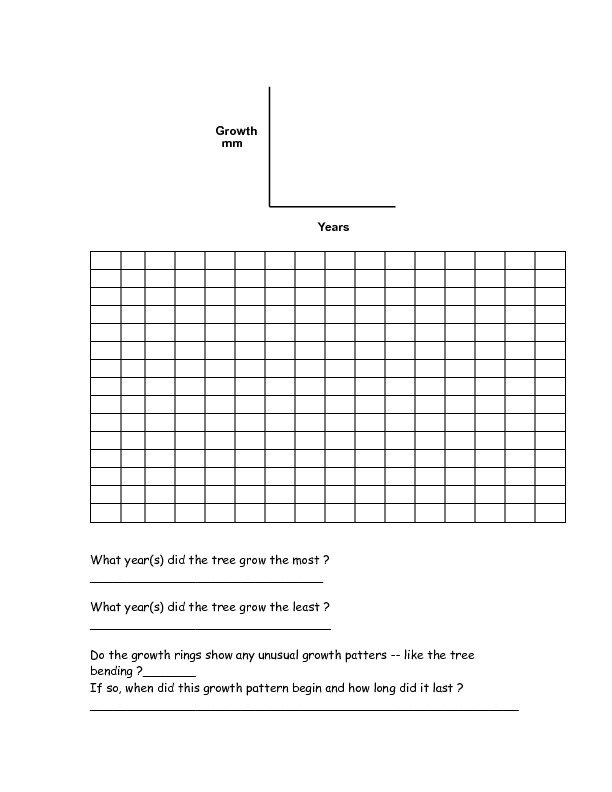 Growth
mm
Years
What year(s) did the tree grow the most ?
_______________________________
What year(s) did the tree grow the least ?
________________________________
Do the growth rings show any unusual growth patters -- like the tree
bending ?_______
If so, when did this growth pattern begin and how long did it last ?
_________________________________________________________